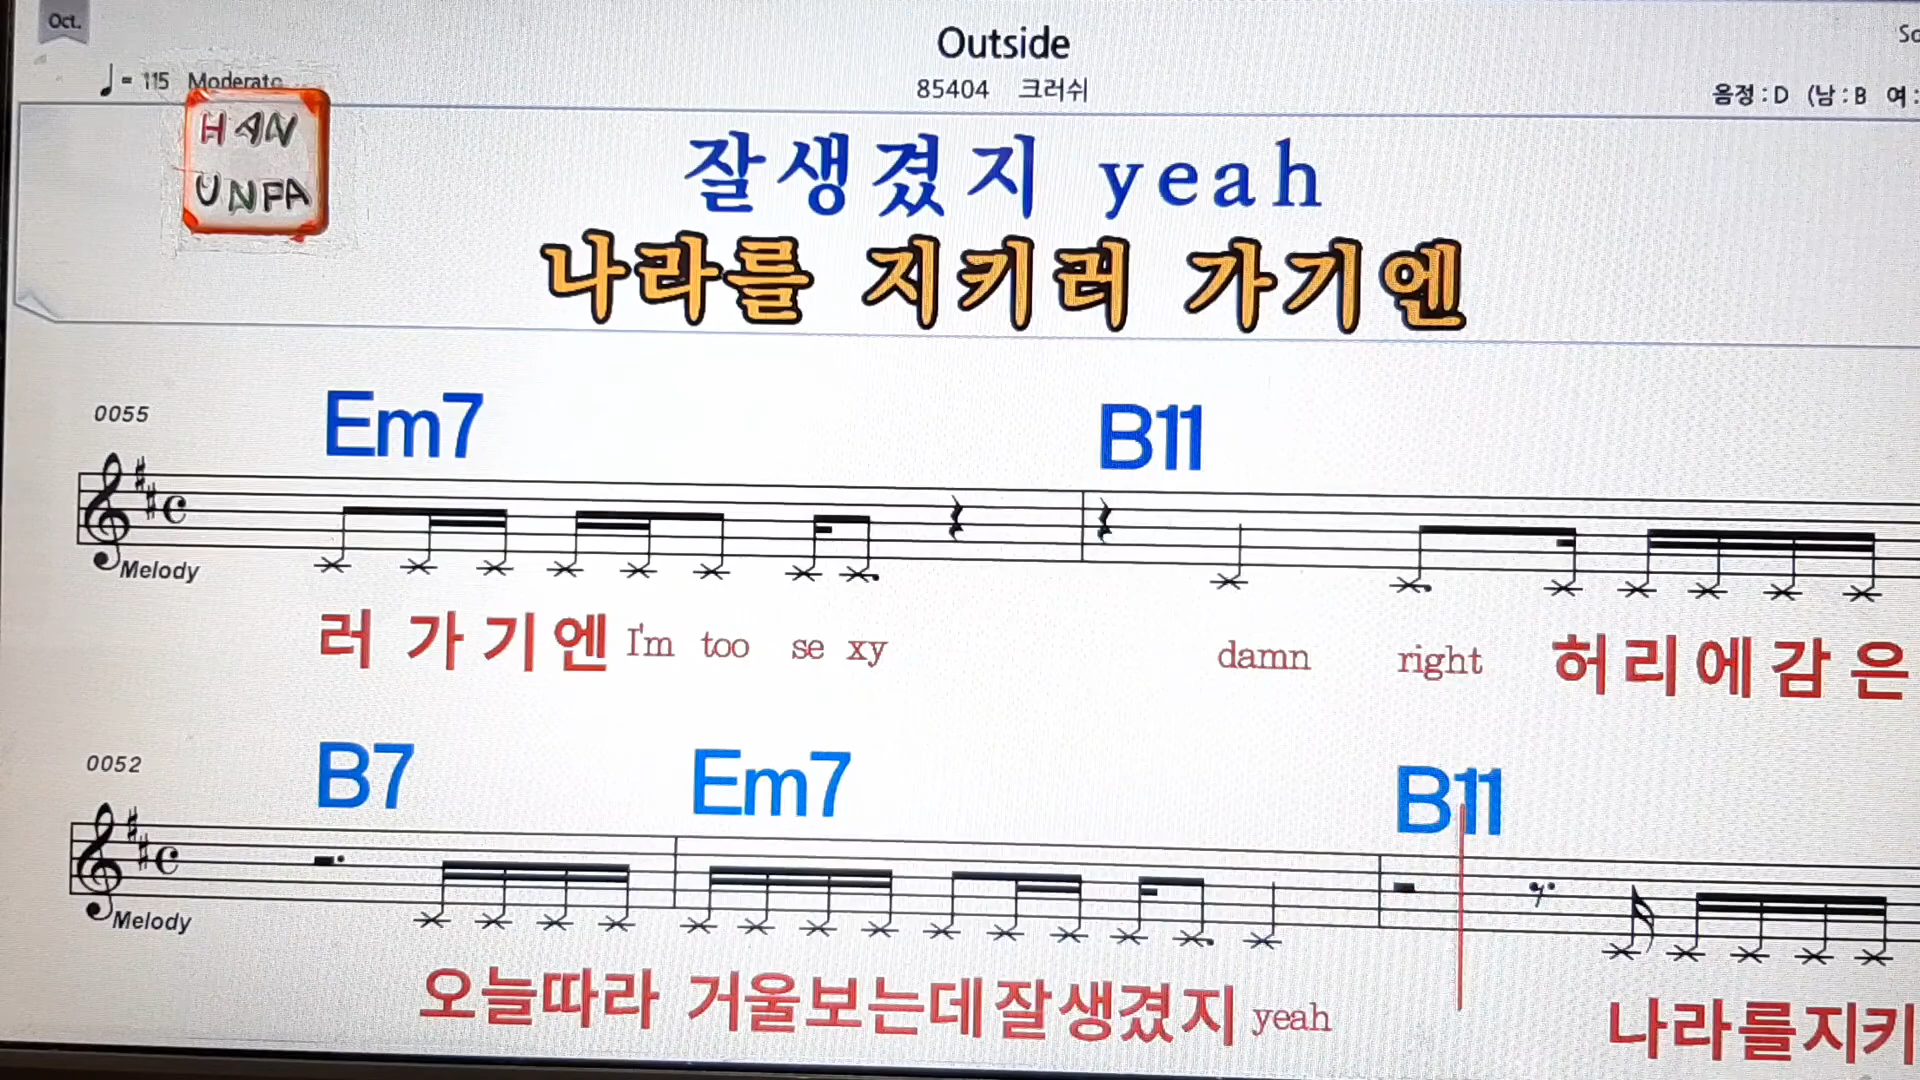 Oct.
Outside
♩= 115 Moderato
85404 크러쉬
음정 : D (남 : B 여 :
HAN
UNFA
잘생겼지 yeah
나라를 지키러 가기엔
0055
Em7 B11
Melody
러 가기엔 I'm too se xy damn right 허리에감은
0052
B7 Em7 B11
Melody
오늘따라 거울보는데잘생겼지 yeah 나라를지키